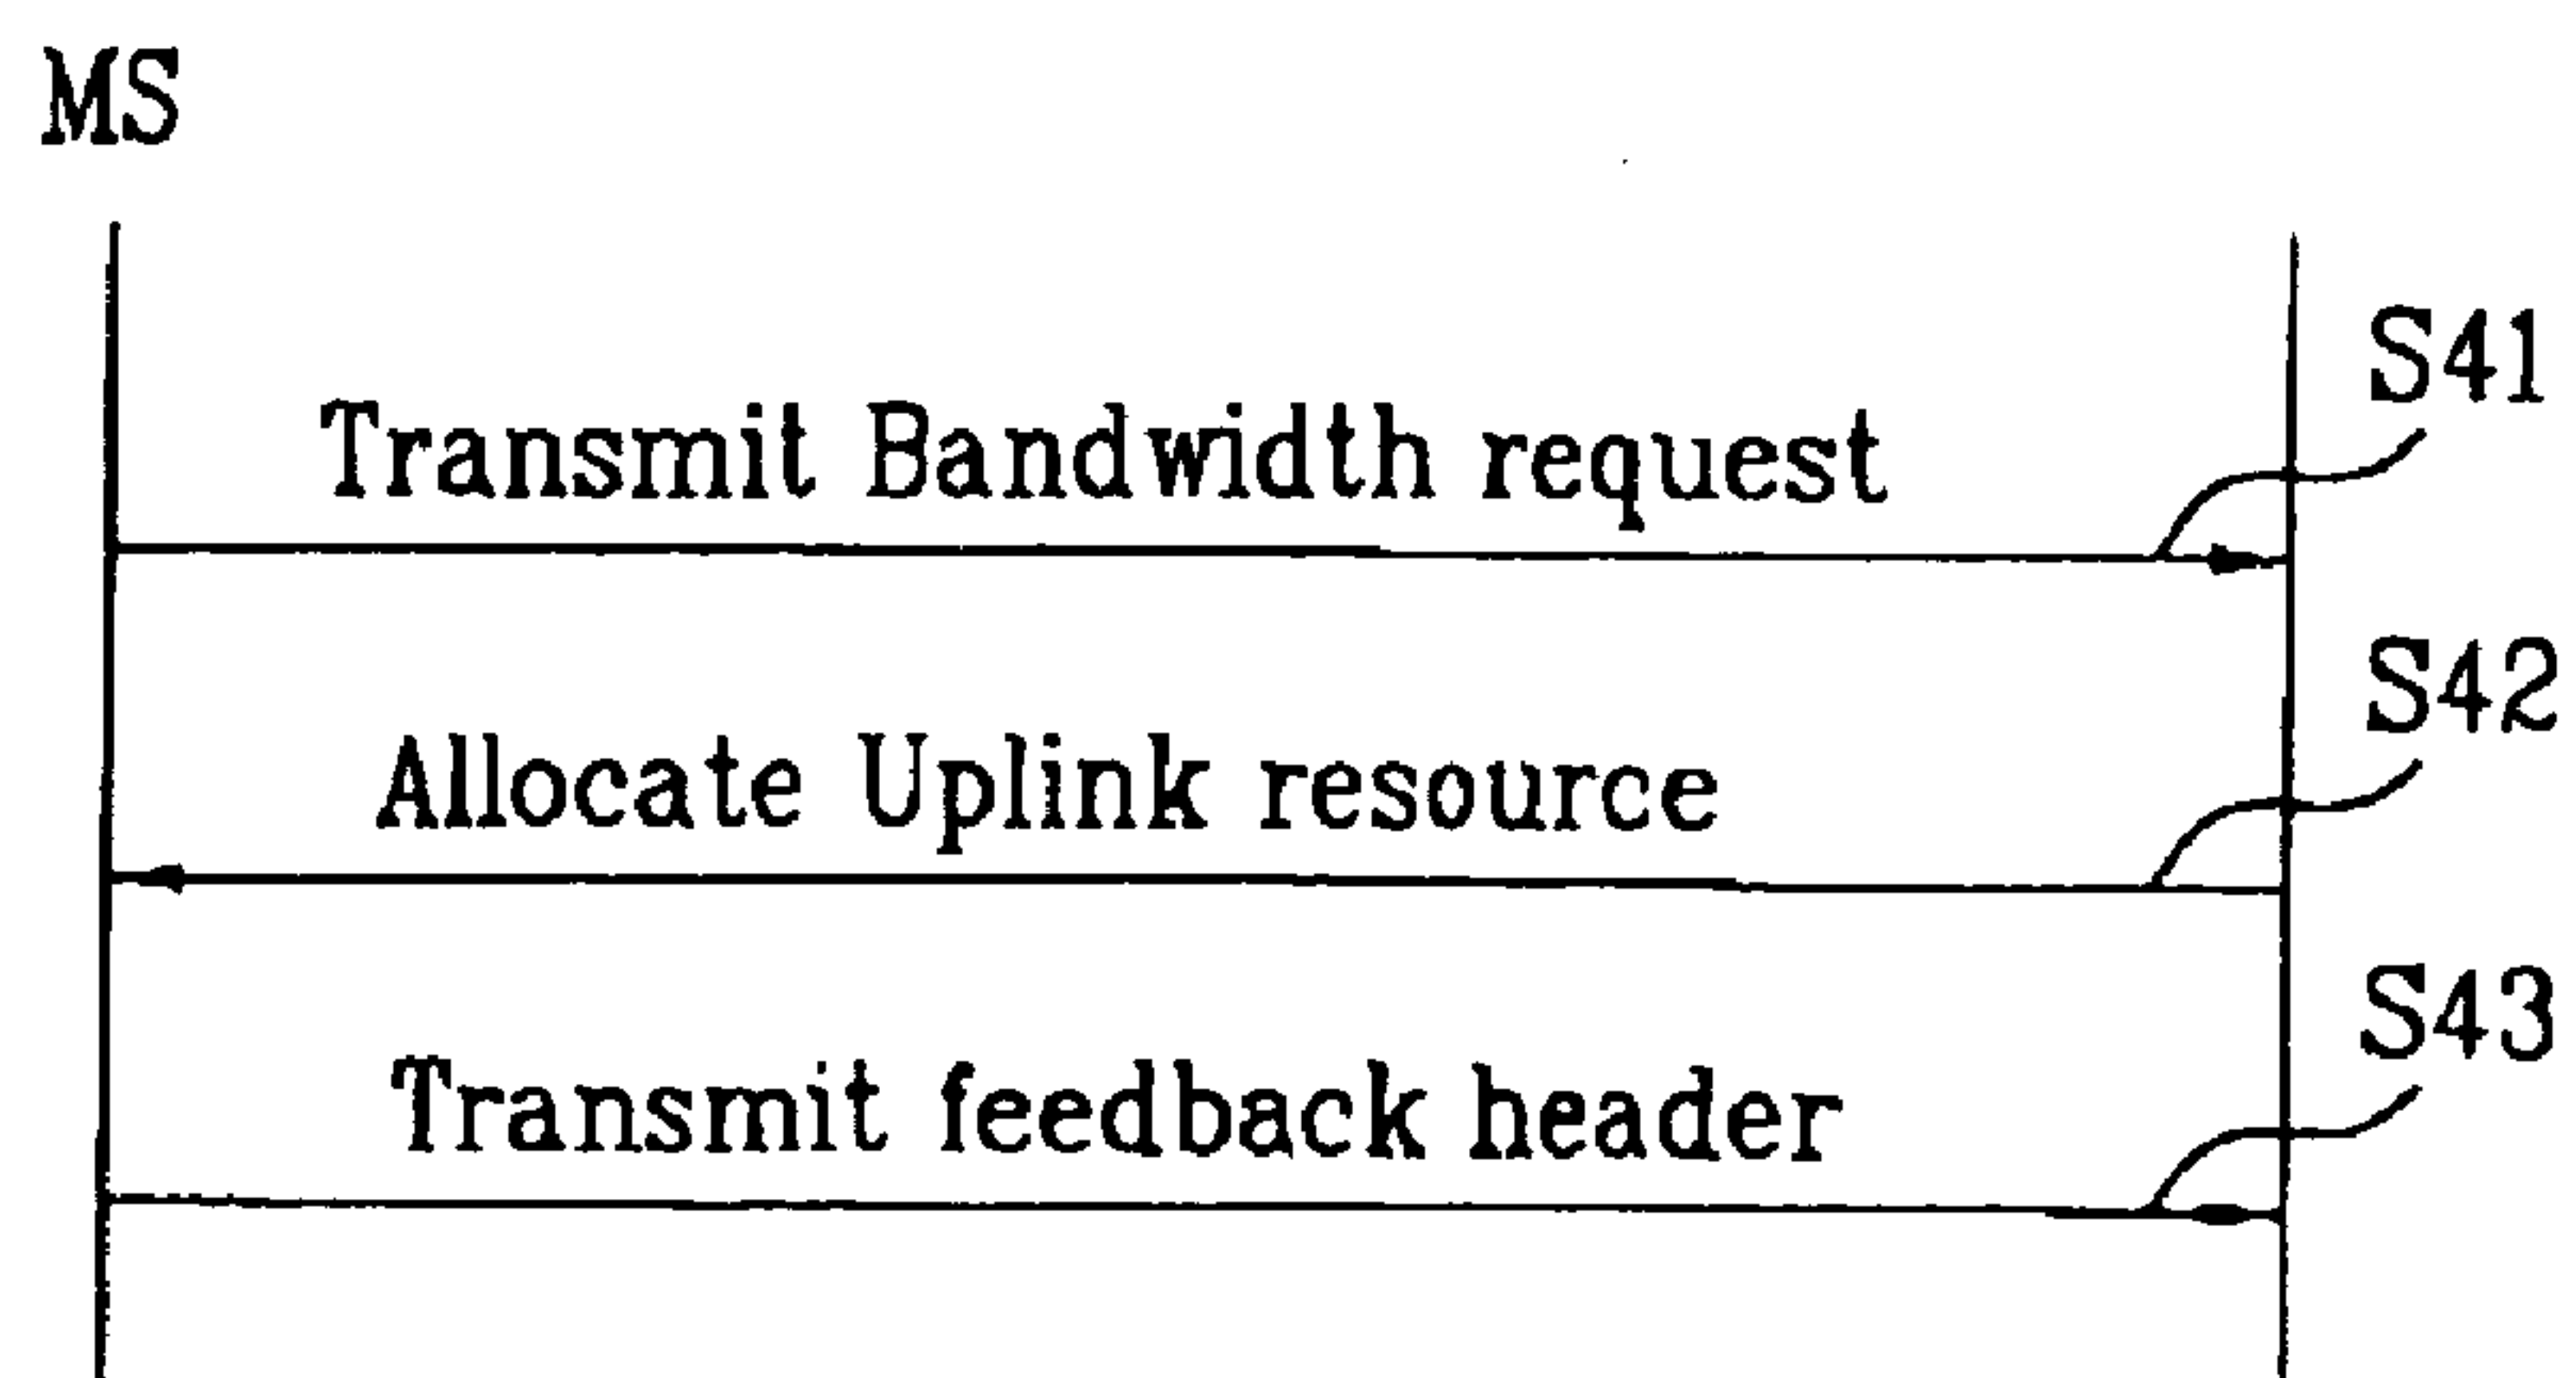 MS
S41
Transmit Bandwidth request
S42
Allocate Uplink resource
S43
Transmit feedback header